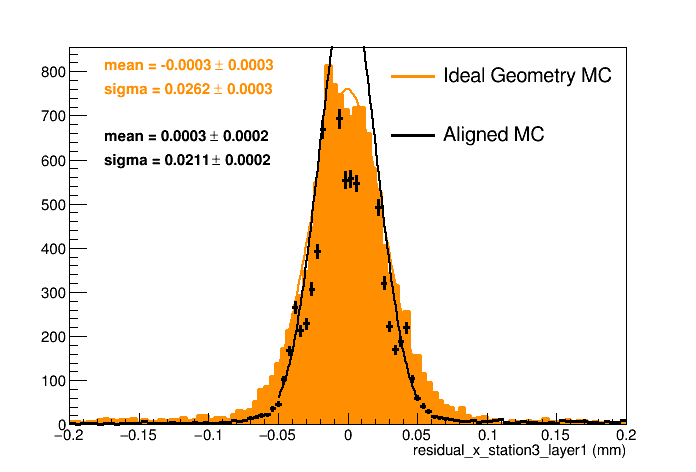 mean = -0.0003 ± 0.0003
sigma = 0.0262 ± 0.0003
mean = 0.0003 ± 0.0002
sigma = 0.0211 ± 0.0002
Ideal Geometry MC
Aligned MC
800
700
600
500
400
300
200
100
0
−0.2 −0.15 −0.1 −0.05 0 0.05 0.1 0.15 0.2
residual_x_station3_layer1 (mm)